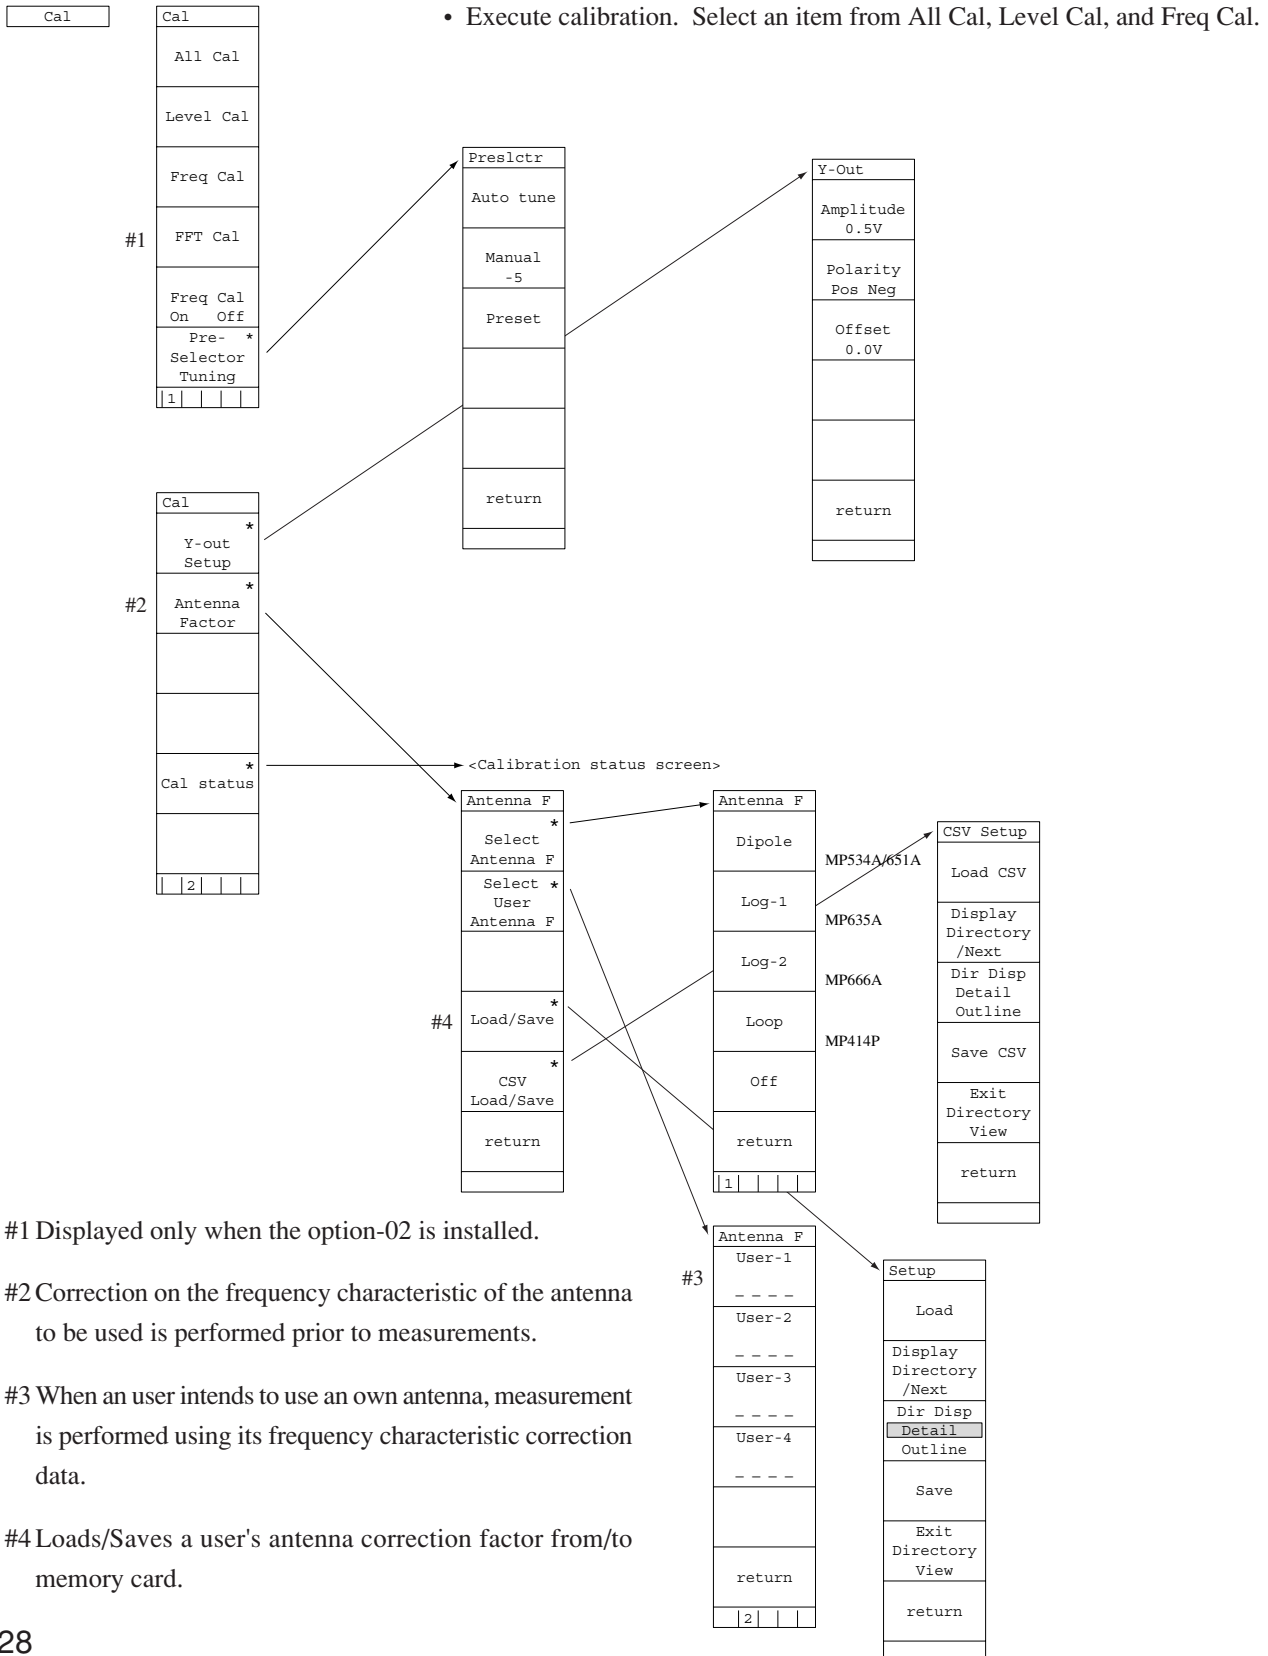 Cal
• Execute calibration. Select an item from All Cal, Level Cal, and Freq Cal.
Cal
All Cal
Level Cal
Freq Cal
#1
FFT Cal
Freq Cal
On Off
Pre- *
Selector
Tuning
1
Preslctr
Auto tune
Manual
-5
Preset
return
Y-Out
Amplitude
0.5V
Polarity
Pos Neg
Offset
0.0V
return
Cal
*
Y-out
Setup
#2
*
Antenna
Factor
*
Cal status
2
<Calibration status screen>
Antenna F
*
Select
Antenna F
Select *
User
Antenna F
#4
*
Load/Save
*
CSV
Load/Save
return
Antenna F
Dipole
MP534A/651A
Log-1
MP635A
Log-2
MP666A
Loop
MP414P
Off
return
1
CSV Setup
Load CSV
Display
Directory
/Next
Dir Disp
Detail
Outline
Save CSV
Exit
Directory
View
return
#3
Antenna F
User-1
_ _ _ _
User-2
_ _ _ _
User-3
_ _ _ _
User-4
_ _ _ _
return
2
Setup
Load
Display
Directory
/Next
Dir Disp
Detail
Outline
Save
Exit
Directory
View
return
#1 Displayed only when the option-02 is installed.
#2 Correction on the frequency characteristic of the antenna
to be used is performed prior to measurements.
#3 When an user intends to use an own antenna, measurement
is performed using its frequency characteristic correction
data.
#4 Loads/Saves a user's antenna correction factor from/to
memory card.
28